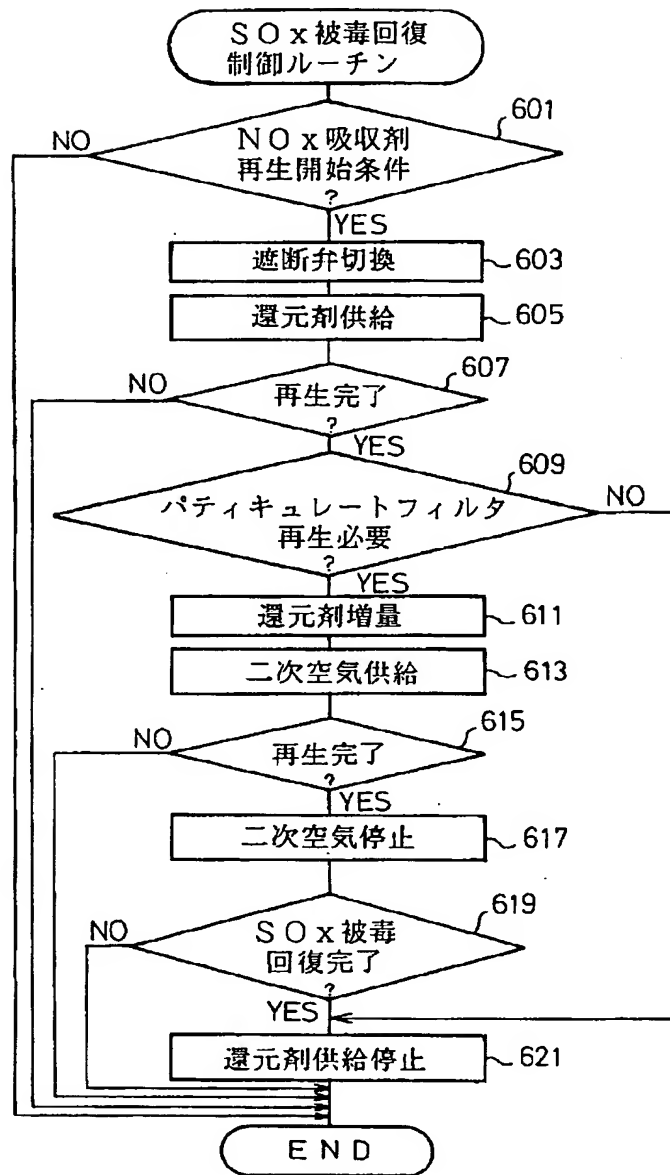 SOx被毒回復
制御ルーチン
601
NO
NOx吸収剤
再生開始条件
?
YES
遮断弁切換
603
還元剤供給
605
607
NO
再生完了
?
YES
609
パティキュレートフィルタ
NO
再生必要
?
YES
還元剤増量
611
二次空気供給
613
615
NO
再生完了
?
YES
二次空気停止
617
619
NO
SOx被毒
回復完了
?
YES
還元剤供給停止
621
END